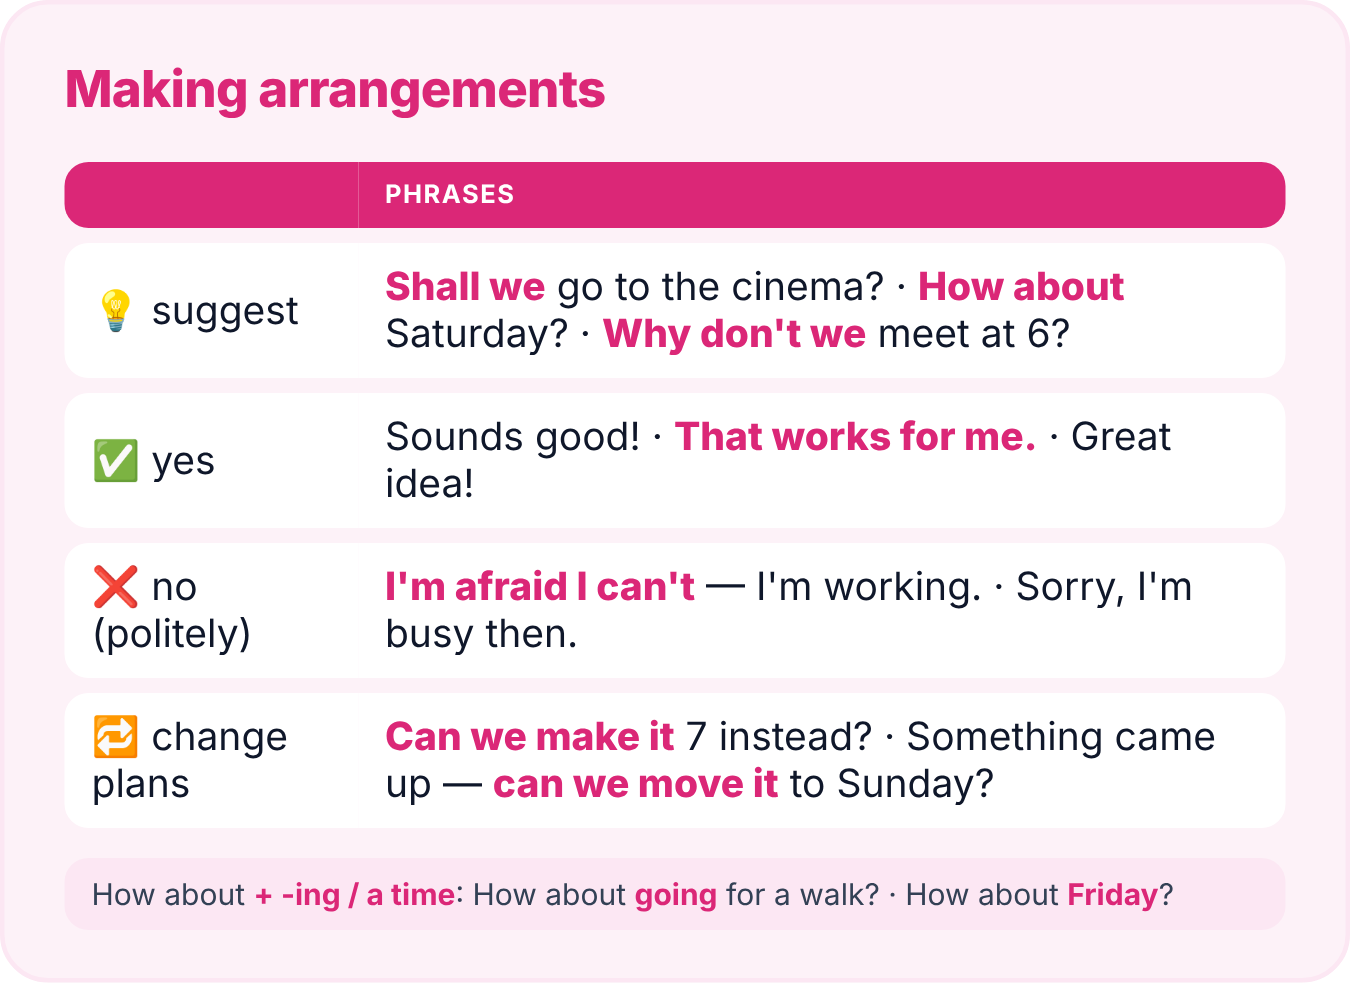 Making arrangements
PHRASES
💡 suggest
Shall we go to the cinema? · How about
Saturday? · Why don't we meet at 6?
✅ yes
Sounds good! · That works for me. · Great
idea!
❌ no
(politely)
I'm afraid I can't — I'm working. · Sorry, I'm
busy then.
🔁 change
plans
Can we make it 7 instead? · Something came
up — can we move it to Sunday?
How about + -ing / a time: How about going for a walk? · How about Friday?